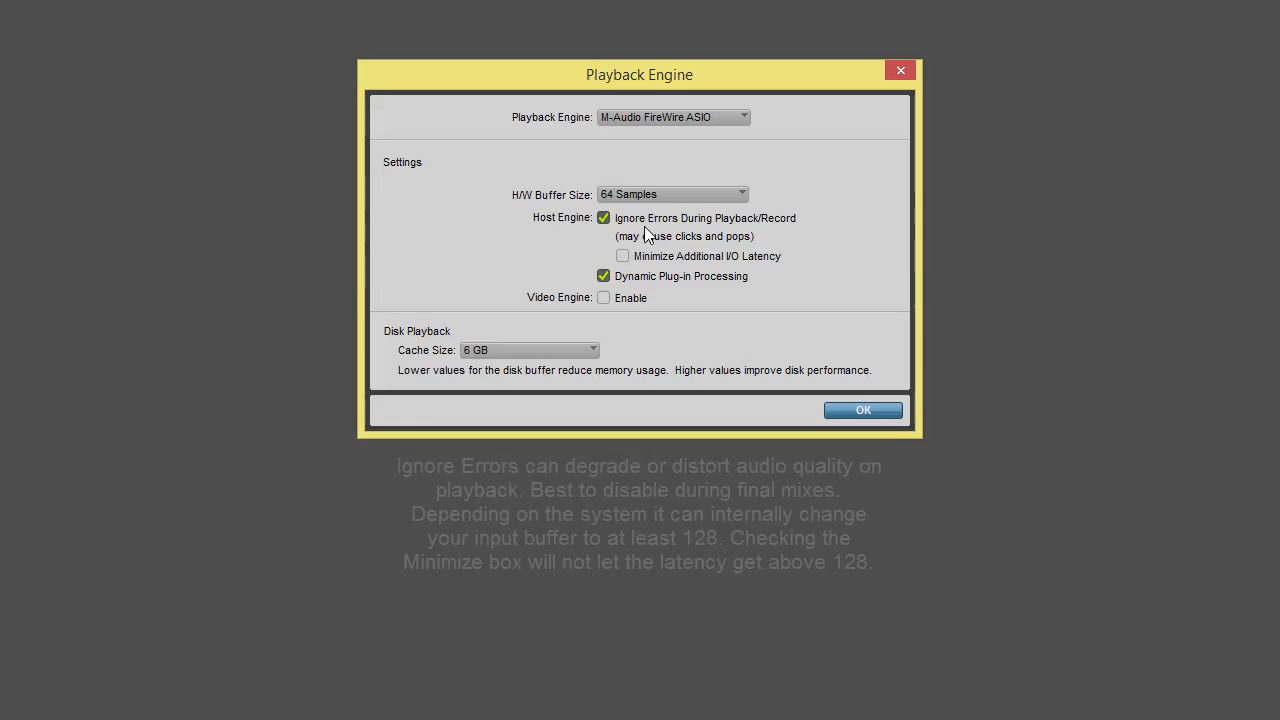 Playback Engine
Playback Engine: M-Audio FireWire ASIO
Settings
H/W Buffer Size: 64 Samples
Host Engine: Ignore Errors During Playback/Record
(may use clicks and pops)
Minimize Additional I/O Latency
Dynamic Plug-in Processing
Video Engine: Enable
Disk Playback
Cache Size: 6 GB
Lower values for the disk buffer reduce memory usage. Higher values improve disk performance.
OK
Ignore Errors can degrade or distort audio quality on
playback. Best to disable during final mixes.
Depending on the system it can internally change
your input buffer to at least 128. Checking the
Minimize box will not let the latency get above 128.